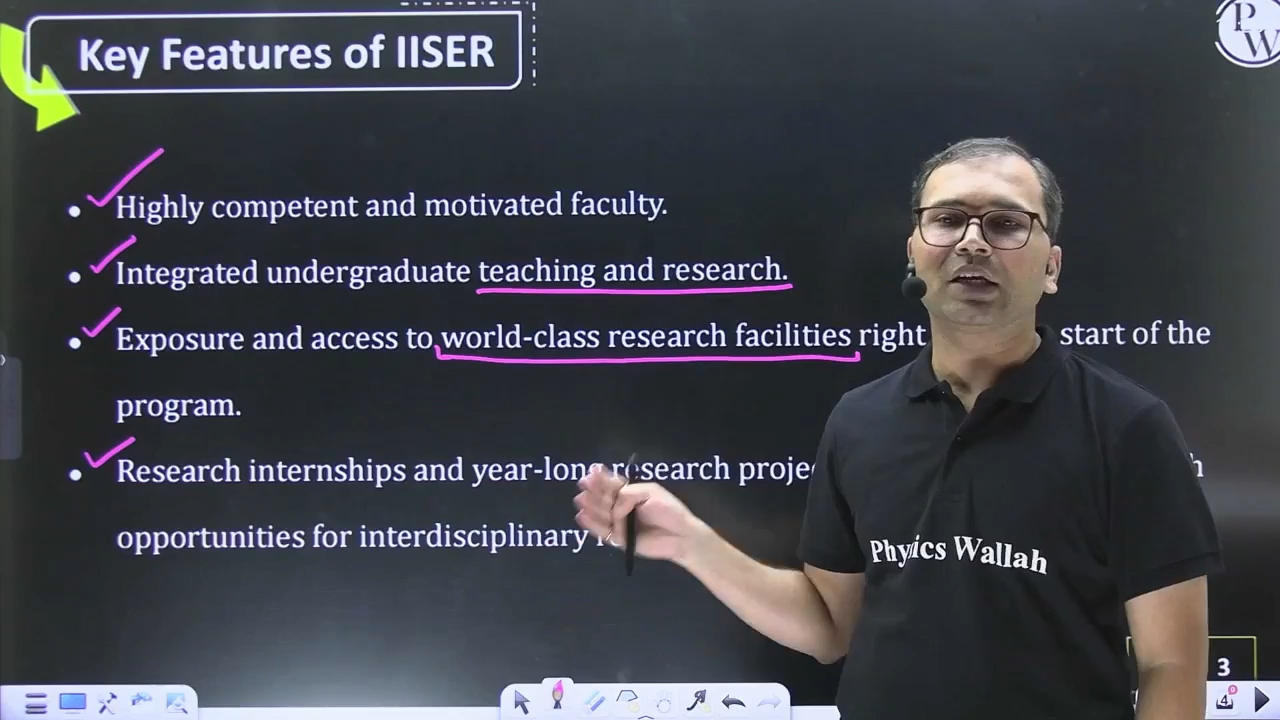 Key Features of IISER
P
W
Highly competent and motivated faculty.
Integrated undergraduate teaching and research.
Exposure and access to world-class research facilities right start of the
program.
Research internships and year-long research
opportunities for interdisciplinary
Physics Wallah
3
4